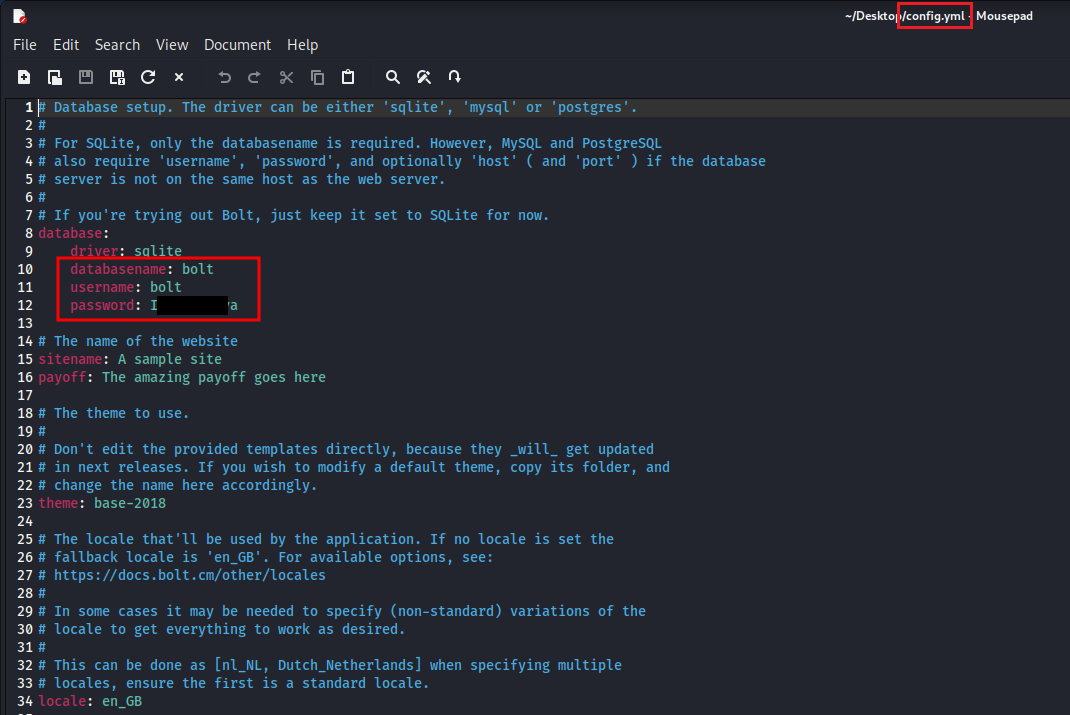 ~/Desktop/config.yml - Mousepad
File Edit Search View Document Help
1 # Database setup. The driver can be either 'sqlite', 'mysql' or 'postgres'.
2 #
3 # For SQLite, only the databasename is required. However, MySQL and PostgreSQL
4 # also require 'username', 'password', and optionally 'host' ( and 'port' ) if the database
5 # server is not on the same host as the web server.
6 #
7 # If you're trying out Bolt, just keep it set to SQLite for now.
8 database:
9     driver: sqlite
10     databasename: bolt
11     username: bolt
12     password:
13
14 # The name of the website
15 sitename: A sample site
16 payoff: The amazing payoff goes here
17
18 # The theme to use.
19 #
20 # Don't edit the provided templates directly, because they _will_ get updated
21 # in next releases. If you wish to modify a default theme, copy its folder, and
22 # change the name here accordingly.
23 theme: base-2018
24
25 # The locale that'll be used by the application. If no locale is set the
26 # fallback locale is 'en_GB'. For available options, see:
27 # https://docs.bolt.cm/other/locales
28 #
29 # In some cases it may be needed to specify (non-standard) variations of the
30 # locale to get everything to work as desired.
31 #
32 # This can be done as [nl_NL, Dutch_Netherlands] when specifying multiple
33 # locales, ensure the first is a standard locale.
34 locale: en_GB